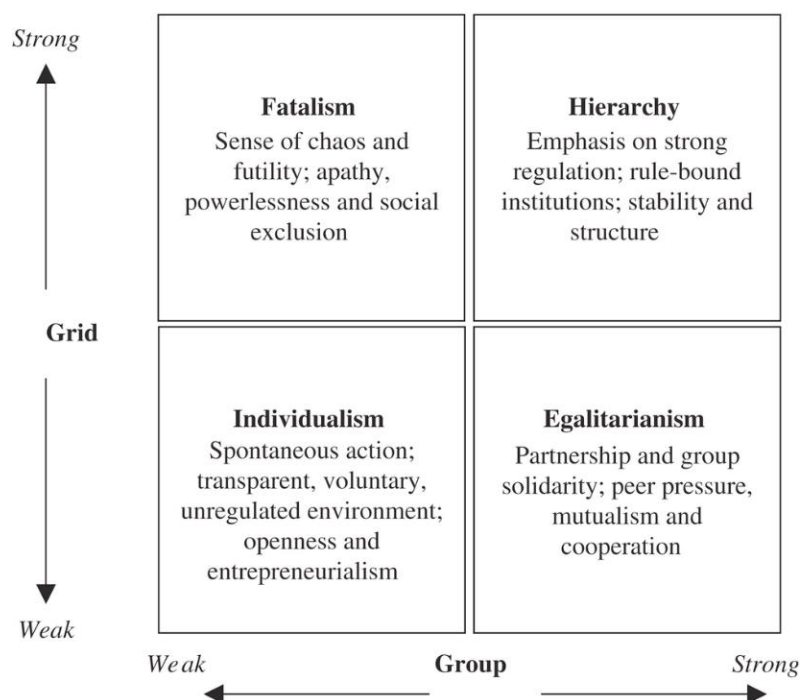 Strong
Fatalism
Sense of chaos and
futility; apathy,
powerlessness and social
exclusion
Hierarchy
Emphasis on strong
regulation; rule-bound
institutions; stability and
structure
Grid
Individualism
Spontaneous action;
transparent, voluntary,
unregulated environment;
openness and
entrepreneurialism
Egalitarianism
Partnership and group
solidarity; peer pressure,
mutualism and
cooperation
Weak
Weak
Group
Strong